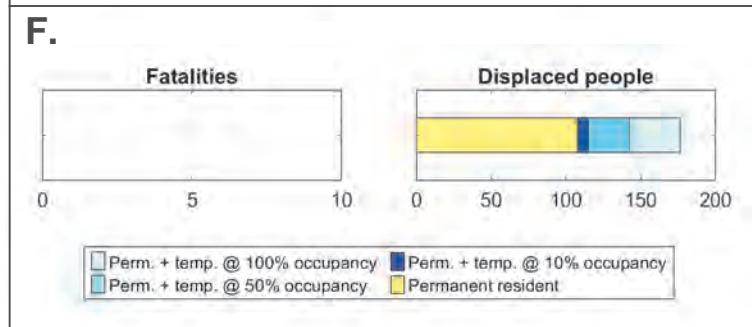 F.
Fatalities
Displaced people
0 5 10
0 50 100 150 200
Perm. + temp. @ 100% occupancy
Perm. + temp. @ 10% occupancy
Perm. + temp. @ 50% occupancy
Permanent resident